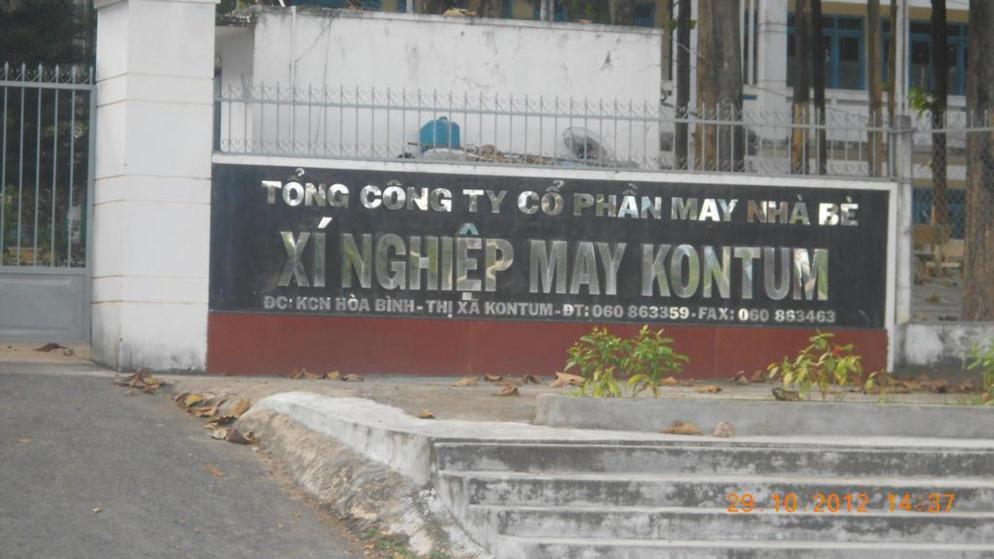 TỔNG CÔNG TY CỔ PHẦN MAY NHÀ BÈ
XÍ NGHIỆP MAY KONTUM
ĐC: KCN HÒA BÌNH - THỊ XÃ KONTUM - ĐT: 060 863359 - FAX: 060 863463
29.10.2012 14:37